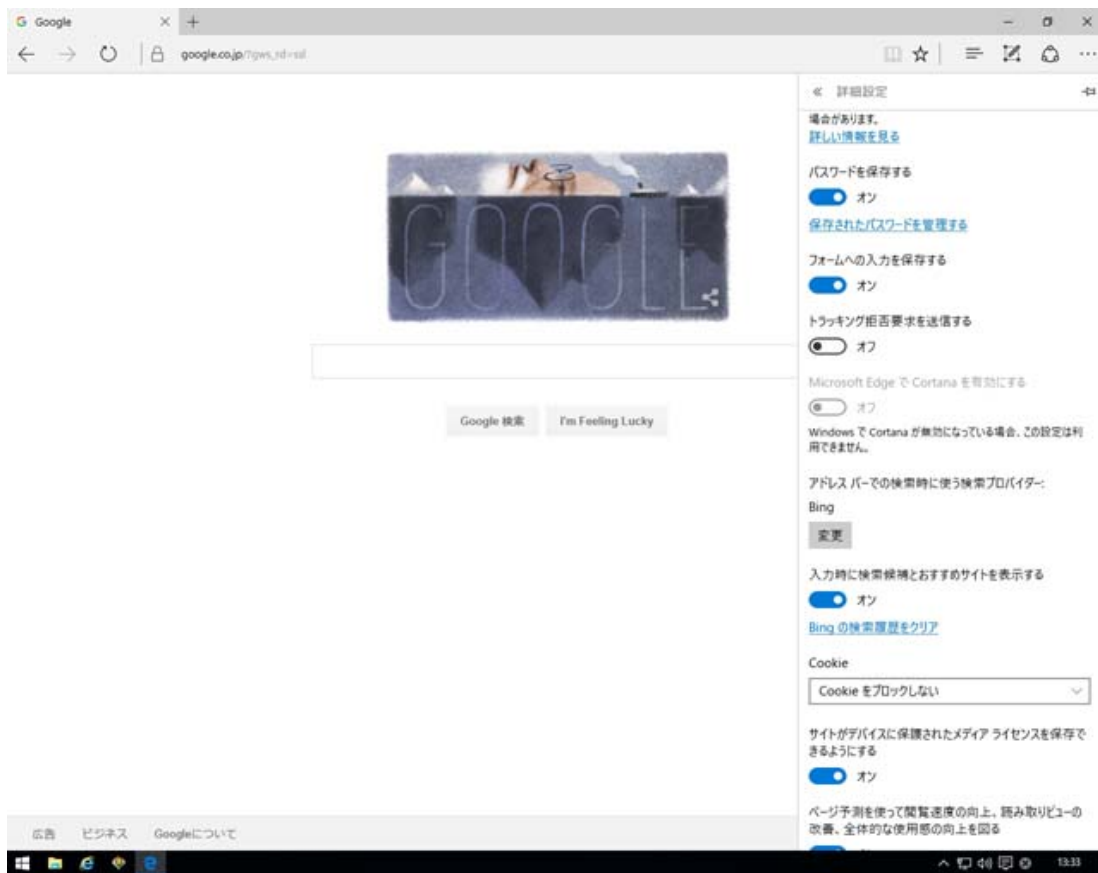 Google
google.co.jp/?gws_rd=ssl
詳細設定
場合があります。
詳しい情報を見る
パスワードを保存する
オン
保存されたパスワードを管理する
フォームへの入力を保存する
オン
トラッキング拒否要求を送信する
オフ
GOOGLE
Microsoft Edge で Cortana を有効にする
オフ
Google 検索
I'm Feeling Lucky
Windows で Cortana が無効になっている場合、この設定は利
用できません。
アドレス バーでの検索時に使う検索プロバイダー:
Bing
変更
入力時に検索候補とおすすめサイトを表示する
オン
Bing の検索履歴をクリア
Cookie
Cookie をブロックしない
サイトがデバイスに保護されたメディア ライセンスを保存で
きるようにする
オン
ページ予測を使って閲覧速度の向上、読み取りビューの
改善、全体的な使用感の向上を図る
広告 ビジネス Googleについて
13:33